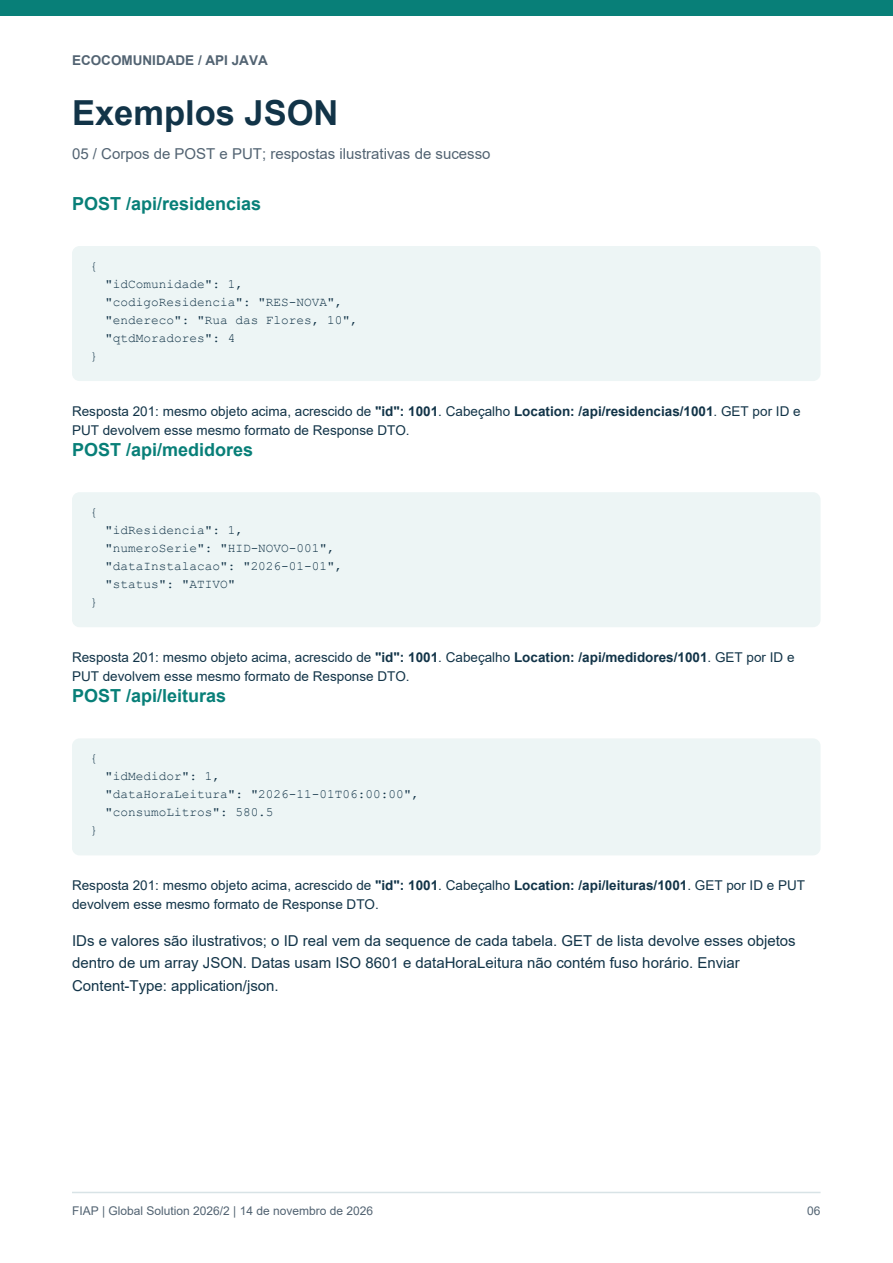 ECOCOMUNIDADE / API JAVA
Exemplos JSON
05 / Corpos de POST e PUT; respostas ilustrativas de sucesso
POST /api/residencias
{
  "idComunidade": 1,
  "codigoResidencia": "RES-NOVA",
  "endereco": "Rua das Flores, 10",
  "qtdMoradores": 4
}
Resposta 201: mesmo objeto acima, acrescido de "id": 1001. Cabeçalho Location: /api/residencias/1001. GET por ID e
PUT devolvem esse mesmo formato de Response DTO.
POST /api/medidores
{
  "idResidencia": 1,
  "numeroSerie": "HID-NOVO-001",
  "dataInstalacao": "2026-01-01",
  "status": "ATIVO"
}
Resposta 201: mesmo objeto acima, acrescido de "id": 1001. Cabeçalho Location: /api/medidores/1001. GET por ID e
PUT devolvem esse mesmo formato de Response DTO.
POST /api/leituras
{
  "idMedidor": 1,
  "dataHoraLeitura": "2026-11-01T06:00:00",
  "consumoLitros": 580.5
}
Resposta 201: mesmo objeto acima, acrescido de "id": 1001. Cabeçalho Location: /api/leituras/1001. GET por ID e PUT
devolvem esse mesmo formato de Response DTO.
IDs e valores são ilustrativos; o ID real vem da sequence de cada tabela. GET de lista devolve esses objetos
dentro de um array JSON. Datas usam ISO 8601 e dataHoraLeitura não contém fuso horário. Enviar
Content-Type: application/json.
FIAP | Global Solution 2026/2 | 14 de novembro de 2026
06